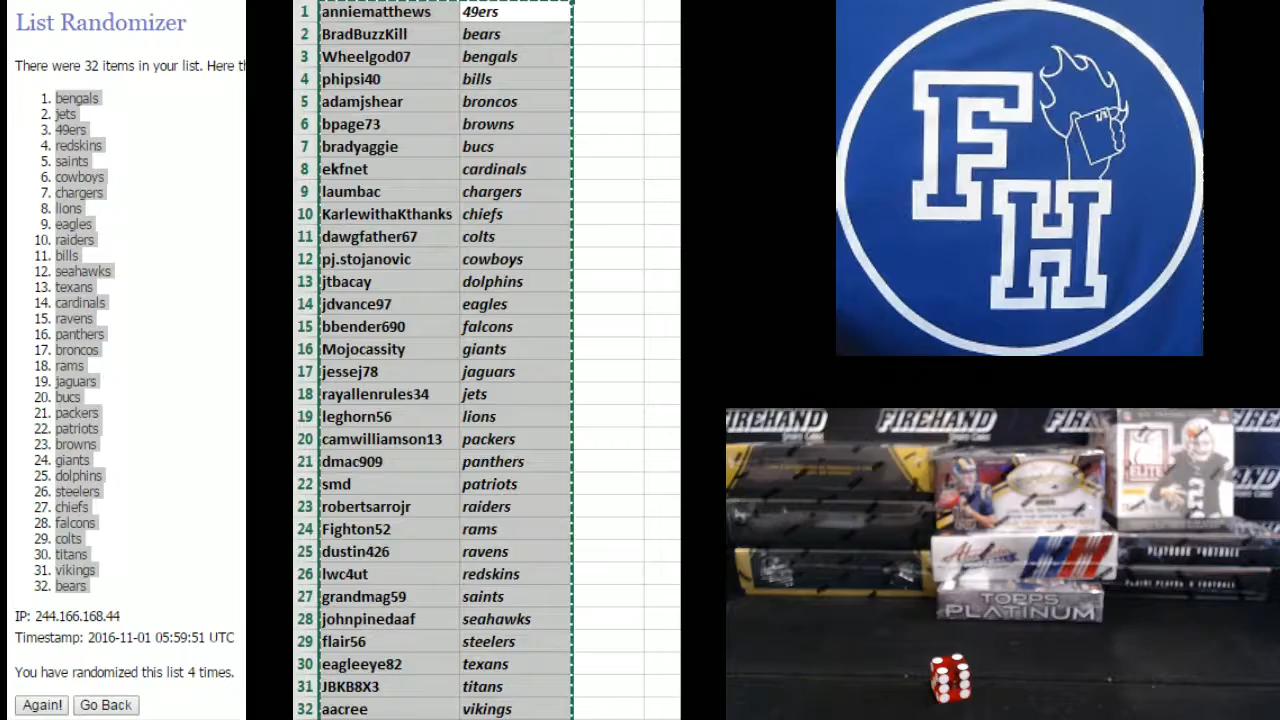 List Randomizer
There were 32 items in your list. Here th
1. bengals
2. jets
3. 49ers
4. redskins
5. saints
6. cowboys
7. chargers
8. lions
9. eagles
10. raiders
11. bills
12. seahawks
13. texans
14. cardinals
15. ravens
16. panthers
17. broncos
18. rams
19. jaguars
20. bucs
21. packers
22. patriots
23. browns
24. giants
25. dolphins
26. steelers
27. chiefs
28. falcons
29. colts
30. titans
31. vikings
32. bears
IP: 244.166.168.44
Timestamp: 2016-11-01 05:59:51 UTC
You have randomized this list 4 times.
Again! Go Back
1 anniematthews 49ers
2 BradBuzzKill bears
3 Wheelgod07 bengals
4 phipsi40 bills
5 adamjshear broncos
6 bpage73 browns
7 bradyaggie bucs
8 ekfnet cardinals
9 laumbac chargers
10 KarlewithaKthanks chiefs
11 dawgfather67 colts
12 pj.stojanovic cowboys
13 jtbacay dolphins
14 jdvance97 eagles
15 bbender690 falcons
16 Mojocassity giants
17 jessej78 jaguars
18 rayallenrules34 jets
19 leghorn56 lions
20 camwilliamson13 packers
21 dmac909 panthers
22 smd patriots
23 robertsarrojr raiders
24 Fighton52 rams
25 dustin426 ravens
26 lwc4ut redskins
27 grandmag59 saints
28 johnpinedaaf seahawks
29 flair56 steelers
30 eagleeye82 texans
31 JBKB8X3 titans
32 aacree vikings
F
H
FIREHAND
ELITE
Absolute
PLAYBOOK FOOTBALL
TOPPS
PLATINUM